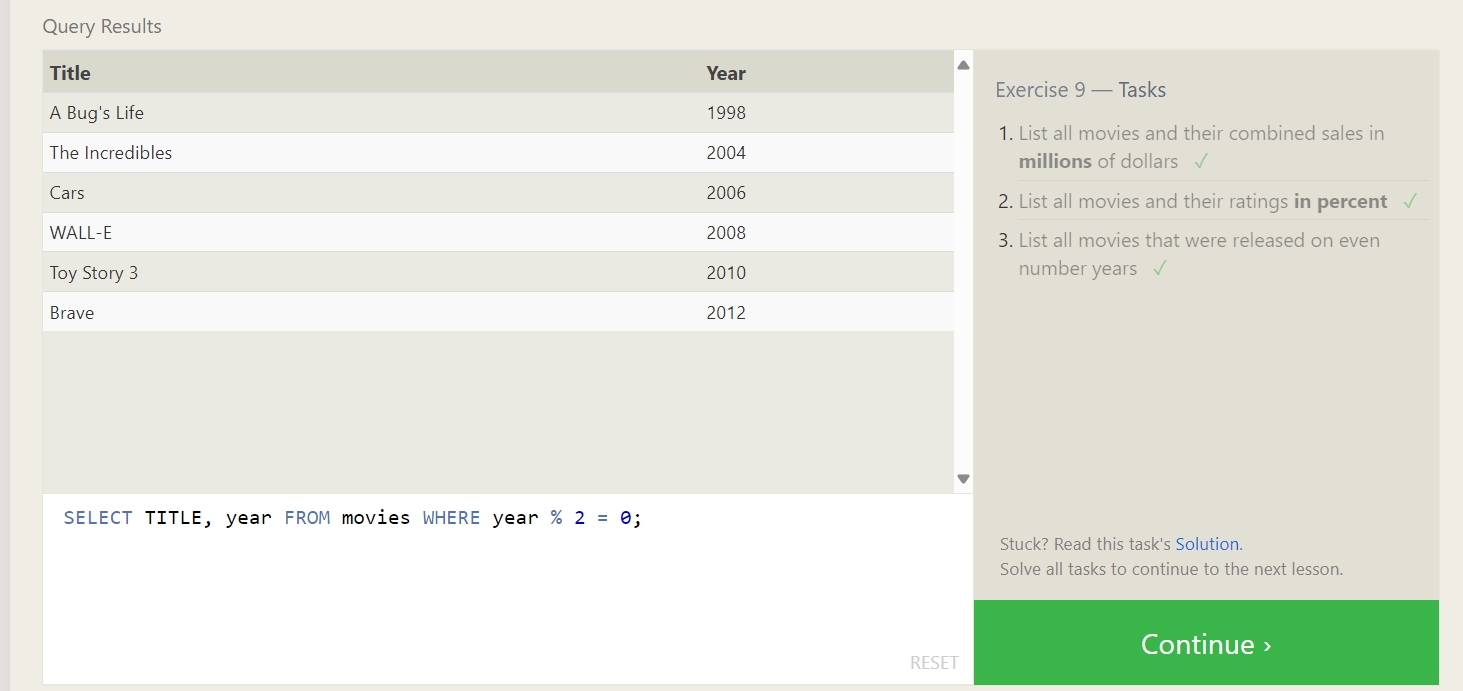 Query Results
Title Year
A Bug's Life 1998
The Incredibles 2004
Cars 2006
WALL-E 2008
Toy Story 3 2010
Brave 2012
SELECT TITLE, year FROM movies WHERE year % 2 = 0;
RESET
Exercise 9 — Tasks
1. List all movies and their combined sales in
millions of dollars ✓
2. List all movies and their ratings in percent ✓
3. List all movies that were released on even
number years ✓
Stuck? Read this task's Solution.
Solve all tasks to continue to the next lesson.
Continue ›